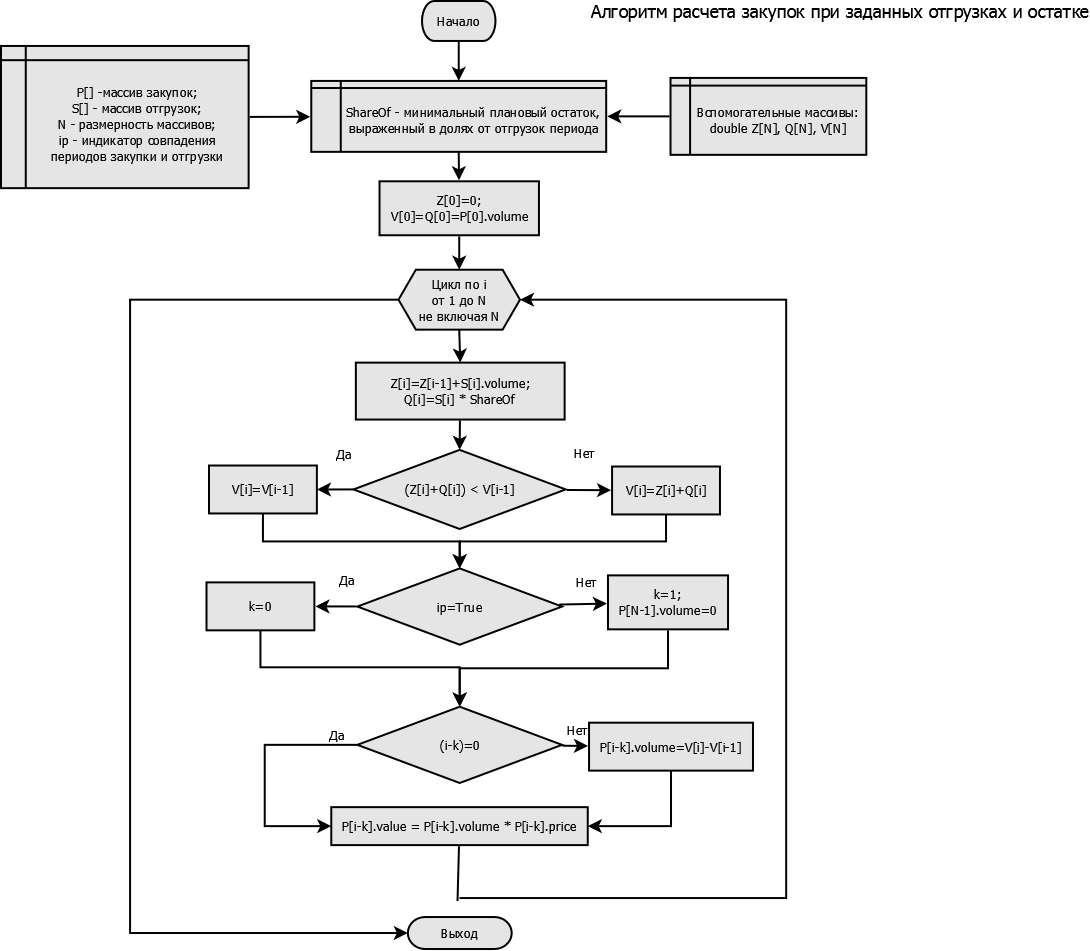 Алгоритм расчета закупок при заданных отгрузках и остатке
Начало
P[] -массив закупок;
S[] - массив отгрузок;
N - размерность массивов;
ip - индикатор совпадения
периодов закупки и отгрузки
ShareOf - минимальный плановый остаток,
выраженный в долях от отгрузок периода
Вспомогательные массивы:
double Z[N], Q[N], V[N]
Z[0]=0;
V[0]=Q[0]=P[0].volume
Цикл по i
от 1 до N
не включая N
Z[i]=Z[i-1]+S[i].volume;
Q[i]=S[i] * ShareOf
Да
Нет
V[i]=V[i-1]
(Z[i]+Q[i]) < V[i-1]
V[i]=Z[i]+Q[i]
Да
Нет
k=0
ip=True
k=1;
P[N-1].volume=0
Да
Нет
(i-k)=0
P[i-k].volume=V[i]-V[i-1]
P[i-k].value = P[i-k].volume * P[i-k].price
Выход